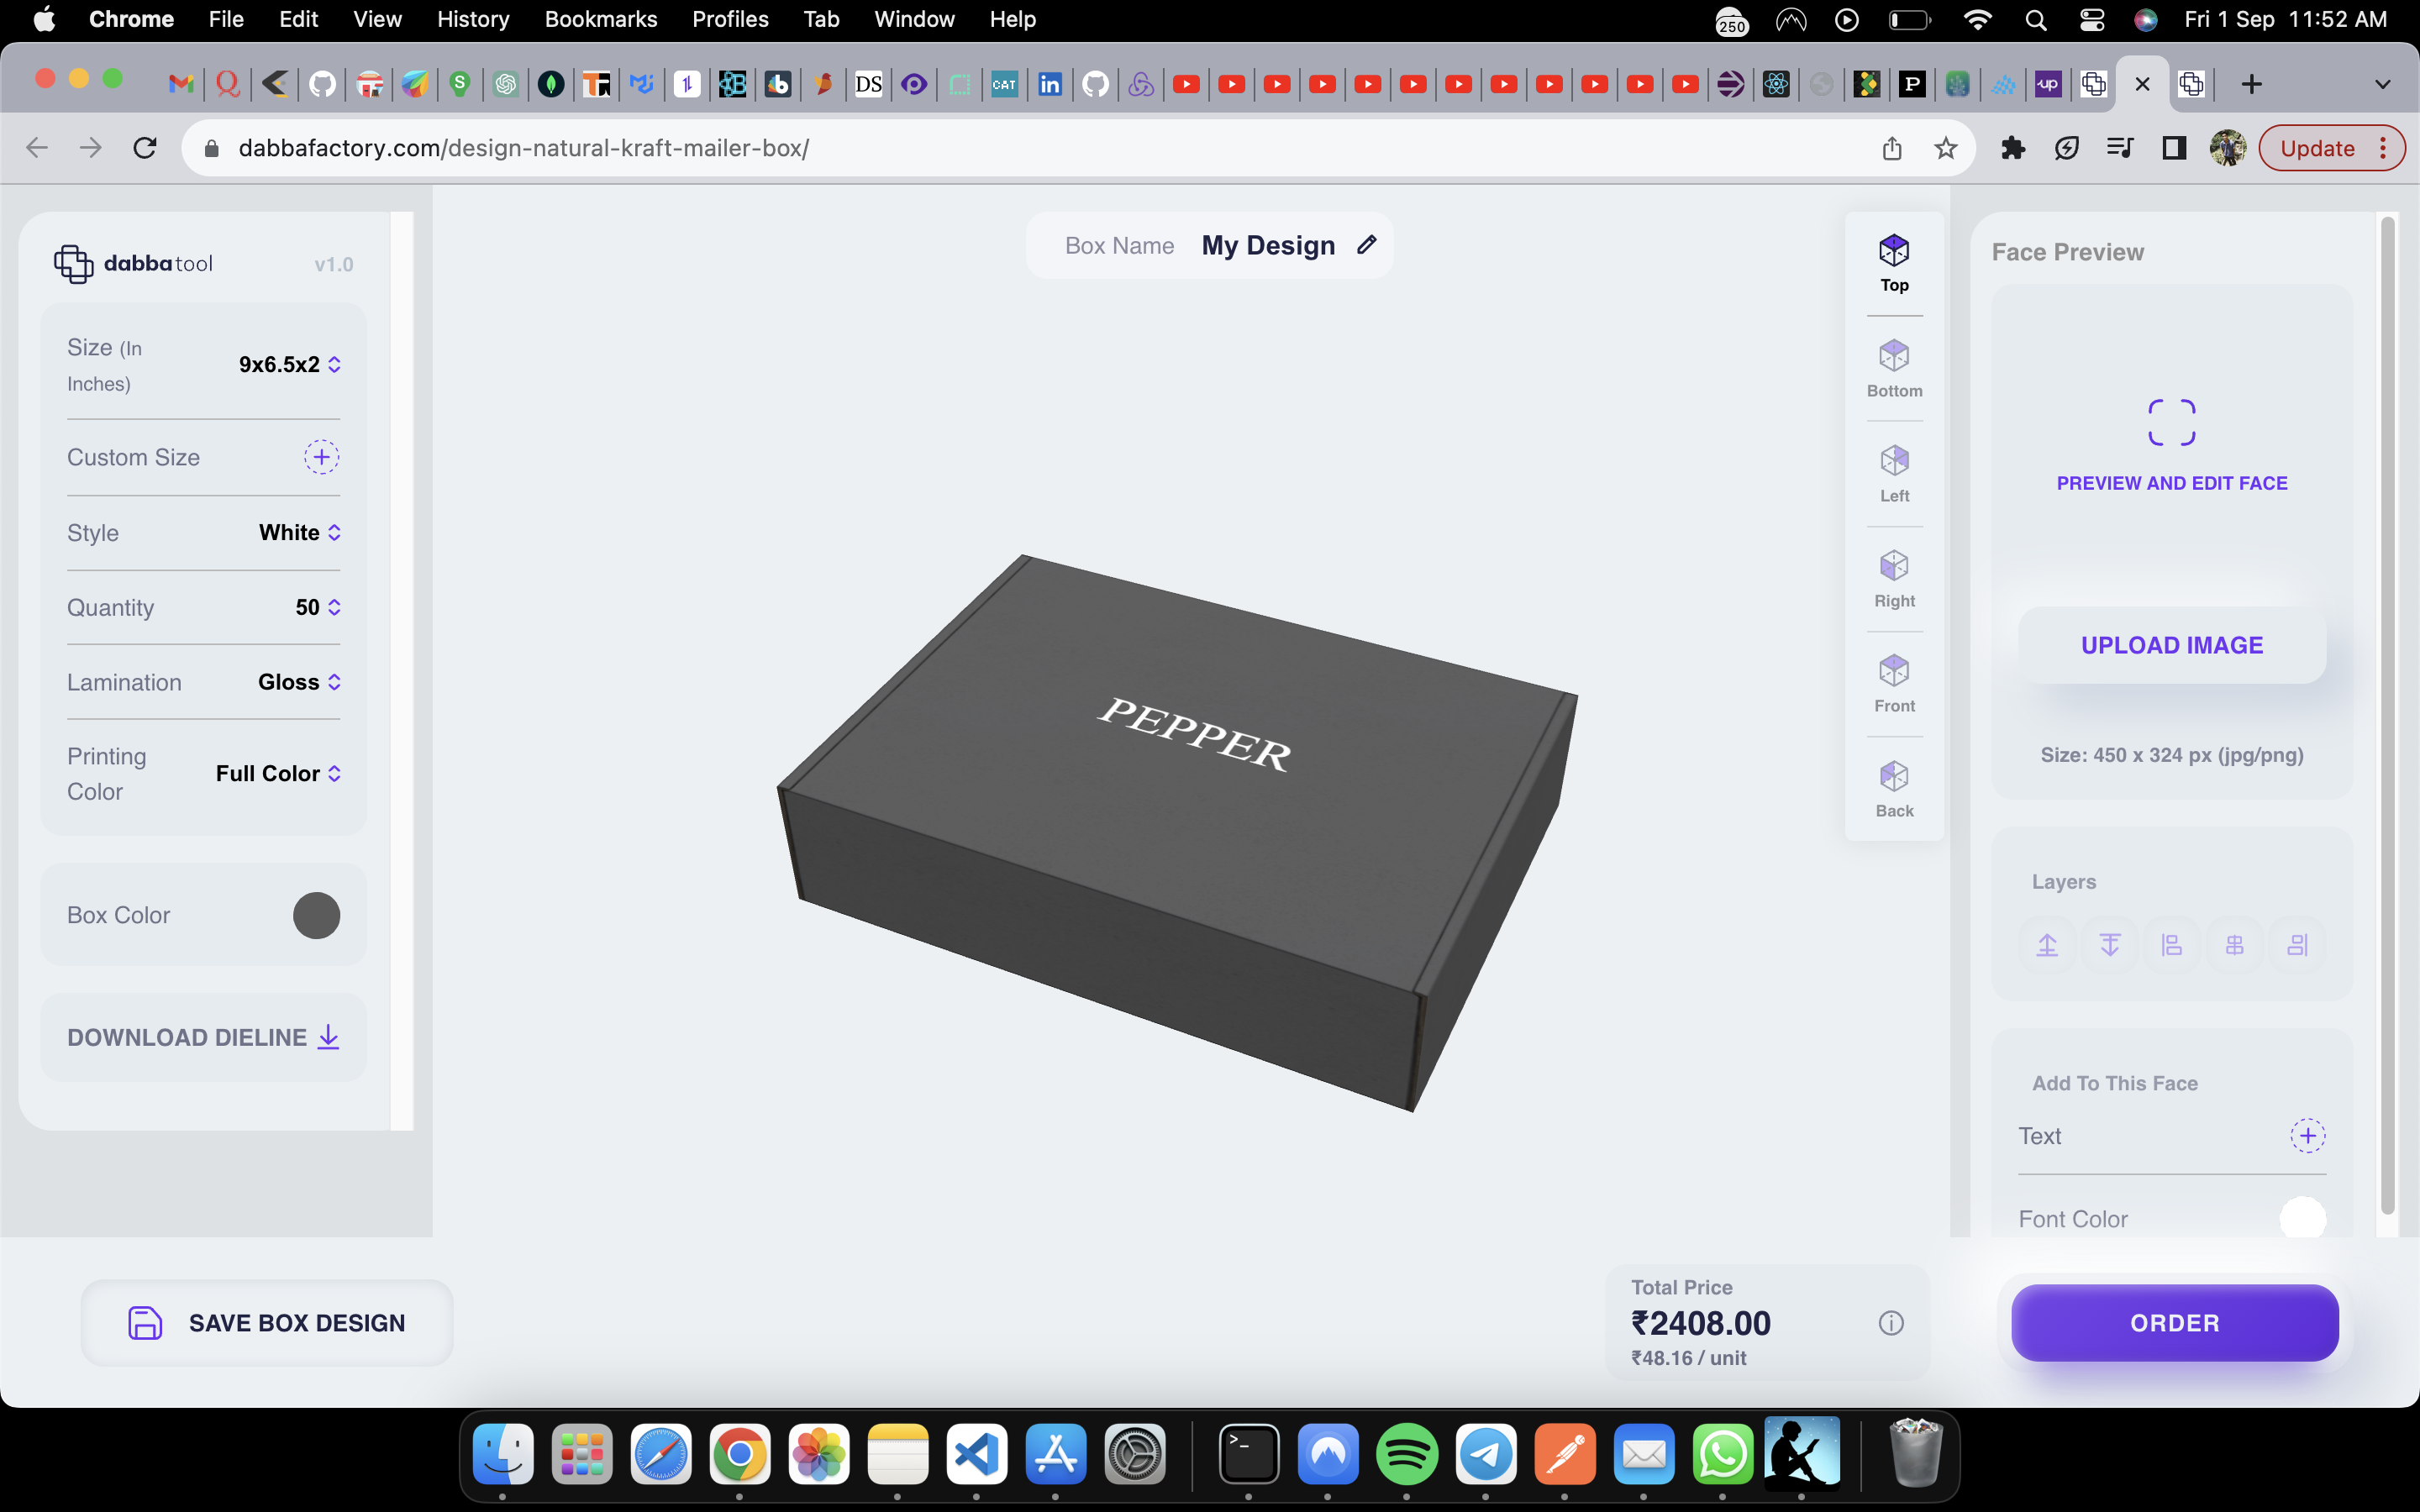 Chrome File Edit View History Bookmarks Profiles Tab Window Help
250
Fri 1 Sep 11:52 AM
DS
CAT
in
P
up
S
dabbafactory.com/design-natural-kraft-mailer-box/
Update
dabbatool
v1.0
Size (In
Inches)
9x6.5x2
Custom Size
Style
White
Quantity
50
Lamination
Gloss
Printing
Color
Full Color
Box Color
DOWNLOAD DIELINE
SAVE BOX DESIGN
Box Name My Design
PEPPER
Top
Bottom
Left
Right
Front
Back
Face Preview
PREVIEW AND EDIT FACE
UPLOAD IMAGE
Size: 450 x 324 px (jpg/png)
Layers
Add To This Face
Text
Font Color
Total Price
₹2408.00
₹48.16 / unit
ORDER